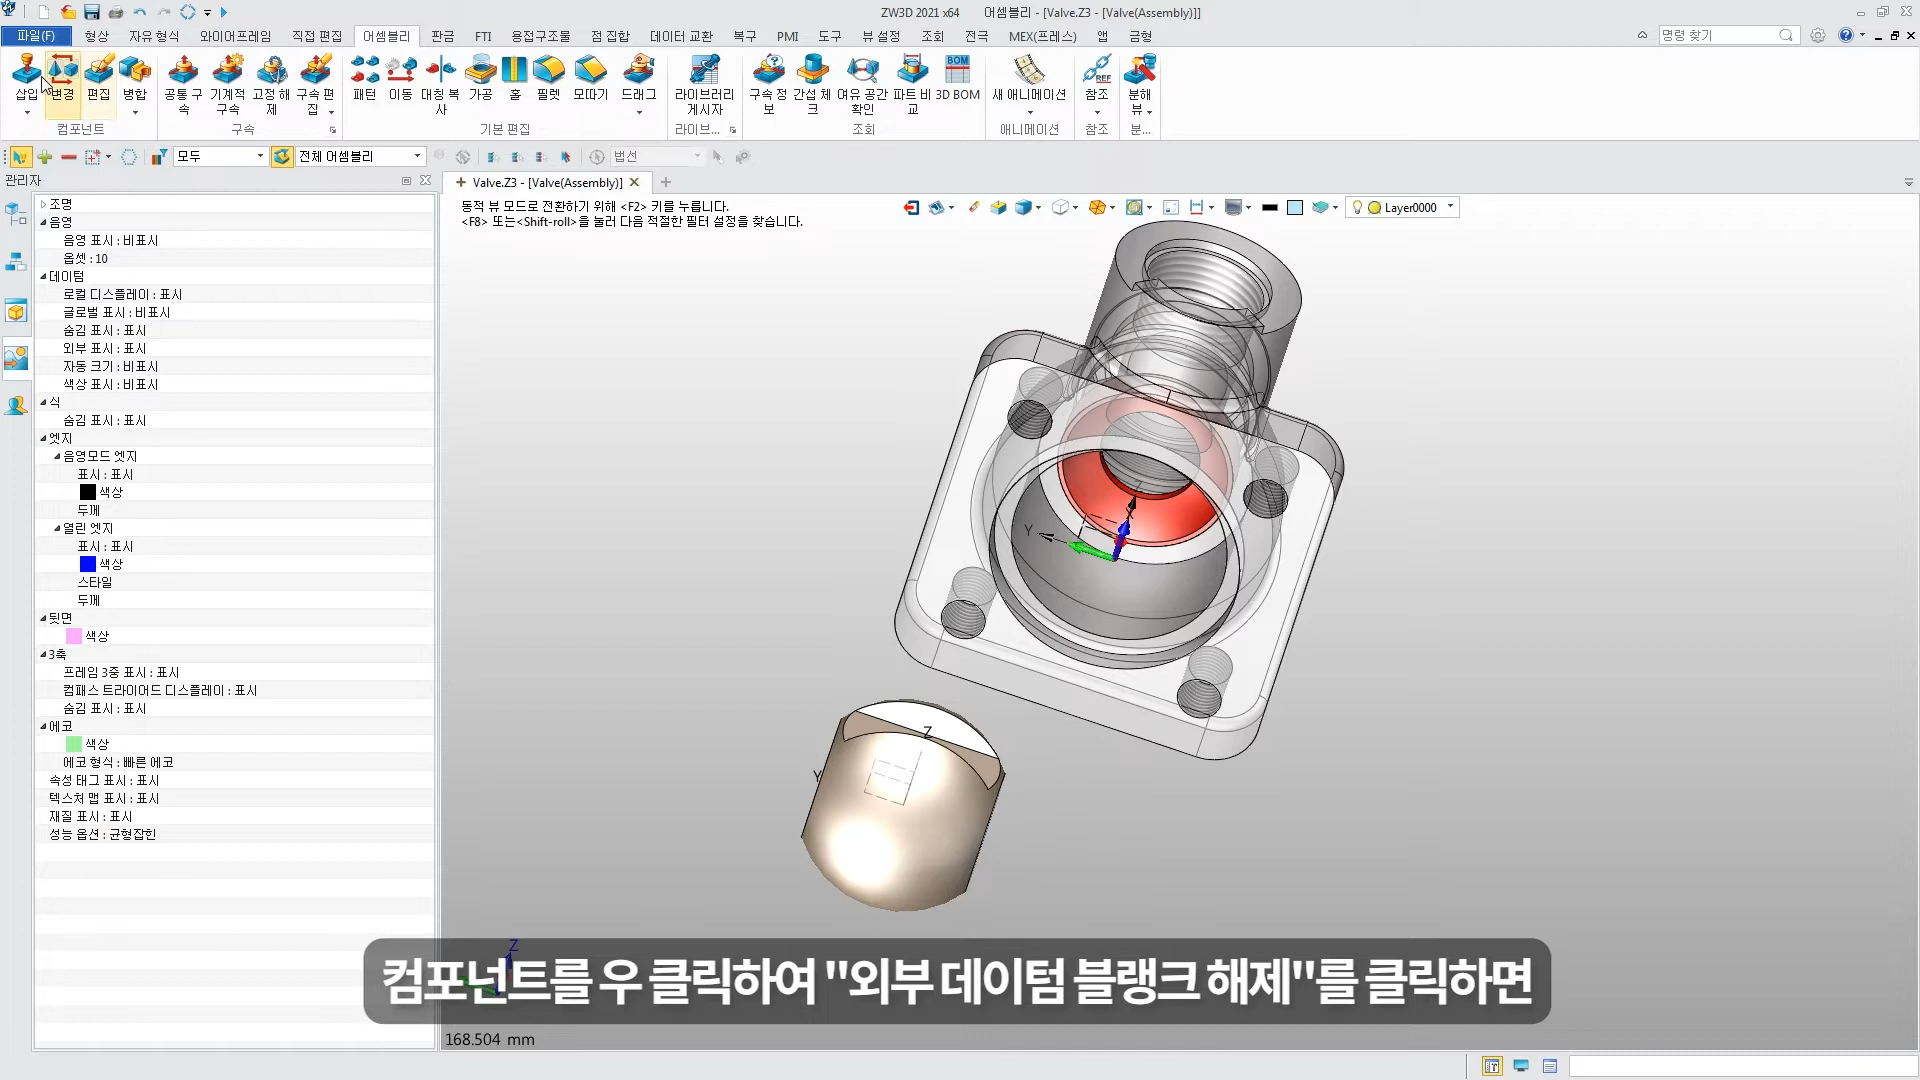 ZW3D 2021 x64 어셈블리 - [Valve.Z3 - [Valve(Assembly)]]
파일(F) 형상 자유 형식 와이어프레임 직접 편집 어셈블리 판금 FTI 용접구조물 점 집합 데이터 교환 복구 PMI 도구 뷰 설정 조회 전극 MEX(프레스) 앱 금형 명령 찾기
삽입 변경 편집 병합 공통 구속 기계적 구속 고정 해제 구속 편집 패턴 이동 대칭 복사 가공 홀 필렛 모따기 드래그 라이브러리 게시자 구속 정보 간섭 체크 여유 공간 확인 파트 비교 3D BOM 새 애니메이션 참조 분해 뷰
컴포넌트 구속 기본 편집 라이브... 조회 애니메이션 참조 분...
모두 전체 어셈블리 법선
관리자
Valve.Z3 - [Valve(Assembly)]
동적 뷰 모드로 전환하기 위해 <F2> 키를 누릅니다.
<F8> 또는<Shift-roll>을 눌러 다음 적절한 필터 설정을 찾습니다.
Layer0000
조명
음영
음영 표시 : 비표시
옵셋 : 10
데이텀
로컬 디스플레이 : 표시
글로벌 표시 : 비표시
숨김 표시 : 표시
외부 표시 : 표시
자동 크기 : 비표시
색상 표시 : 비표시
식
숨김 표시 : 표시
엣지
음영모드 엣지
표시 : 표시
색상
두께
열린 엣지
표시 : 표시
색상
스타일
두께
뒷면
색상
3축
프레임 3중 표시 : 표시
컴패스 트라이어드 디스플레이 : 표시
숨김 표시 : 표시
에코
색상
에코 형식 : 빠른 에코
속성 태그 표시 : 표시
텍스처 맵 표시 : 표시
재질 표시 : 표시
성능 옵션 : 균형잡힌
X
Y
Z
Y
Z
컴포넌트를 우 클릭하여 "외부 데이텀 블랭크 해제"를 클릭하면
168.504 mm